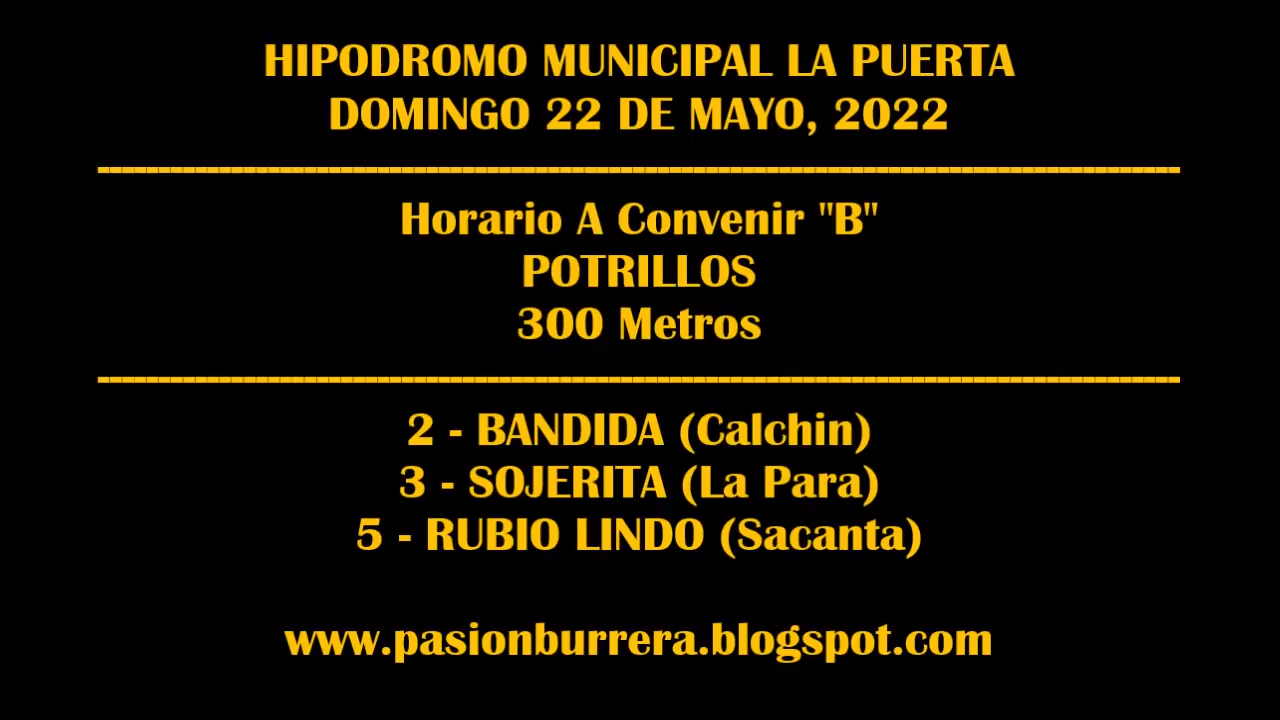 HIPODROMO MUNICIPAL LA PUERTA
DOMINGO 22 DE MAYO, 2022
Horario A Convenir "B"
POTRILLOS
300 Metros
2 - BANDIDA (Calchin)
3 - SOJERITA (La Para)
5 - RUBIO LINDO (Sacanta)
www.pasionburrera.blogspot.com